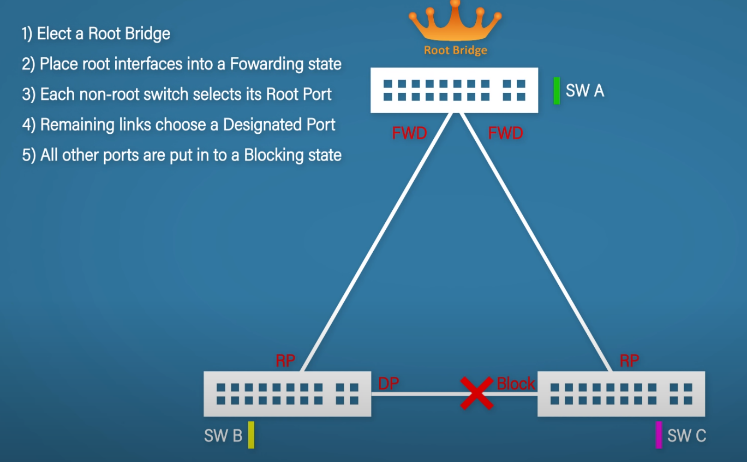 1) Elect a Root Bridge
2) Place root interfaces into a Fowarding state
3) Each non-root switch selects its Root Port
4) Remaining links choose a Designated Port
5) All other ports are put in to a Blocking state
Root Bridge
SW A
FWD FWD
RP RP
DP Block
SW B SW C